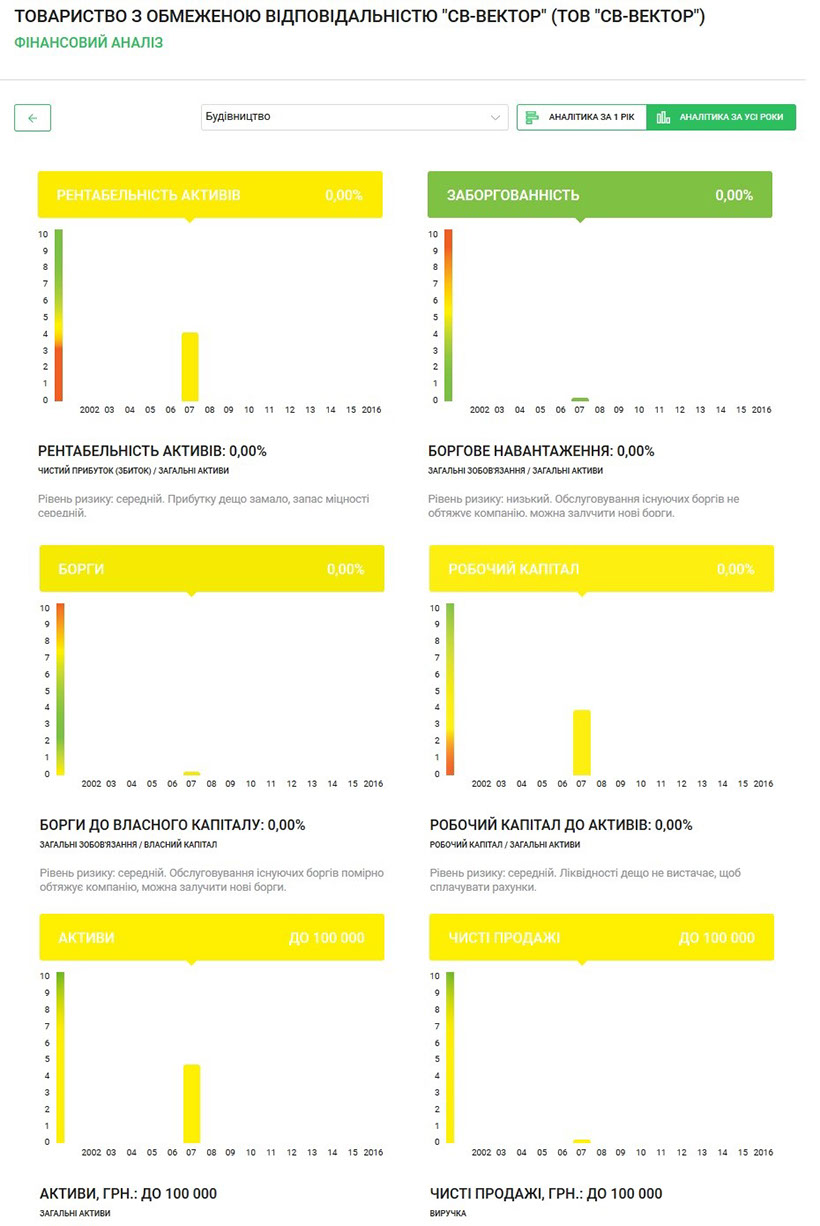 ТОВАРИСТВО З ОБМЕЖЕНОЮ ВІДПОВІДАЛЬНІСТЮ "СВ-ВЕКТОР" (ТОВ "СВ-ВЕКТОР")
ФІНАНСОВИЙ АНАЛІЗ
Будівництво
АНАЛІТИКА ЗА 1 РІК
АНАЛІТИКА ЗА УСІ РОКИ
РЕНТАБЕЛЬНІСТЬ АКТИВІВ 0,00%
10
9
8
7
6
5
4
3
2
1
0
2002 03 04 05 06 07 08 09 10 11 12 13 14 15 2016
РЕНТАБЕЛЬНІСТЬ АКТИВІВ: 0,00%
ЧИСТИЙ ПРИБУТОК (ЗБИТОК) / ЗАГАЛЬНІ АКТИВИ
Рівень ризику: середній. Прибутку дещо замало, запас міцності
середній.
ЗАБОРГОВАННІСТЬ 0,00%
10
9
8
7
6
5
4
3
2
1
0
2002 03 04 05 06 07 08 09 10 11 12 13 14 15 2016
БОРГОВЕ НАВАНТАЖЕННЯ: 0,00%
ЗАГАЛЬНІ ЗОБОВ'ЯЗАННЯ / ЗАГАЛЬНІ АКТИВИ
Рівень ризику: низький. Обслуговування існуючих боргів не
обтяжує компанію, можна залучити нові борги.
БОРГИ 0,00%
10
9
8
7
6
5
4
3
2
1
0
2002 03 04 05 06 07 08 09 10 11 12 13 14 15 2016
БОРГИ ДО ВЛАСНОГО КАПІТАЛУ: 0,00%
ЗАГАЛЬНІ ЗОБОВ'ЯЗАННЯ / ВЛАСНИЙ КАПІТАЛ
Рівень ризику: середній. Обслуговування існуючих боргів помірно
обтяжує компанію, можна залучити нові борги.
РОБОЧИЙ КАПІТАЛ 0,00%
10
9
8
7
6
5
4
3
2
1
0
2002 03 04 05 06 07 08 09 10 11 12 13 14 15 2016
РОБОЧИЙ КАПІТАЛ ДО АКТИВІВ: 0,00%
РОБОЧИЙ КАПІТАЛ / ЗАГАЛЬНІ АКТИВИ
Рівень ризику: середній. Ліквідності дещо не вистачає, щоб
сплачувати рахунки.
АКТИВИ ДО 100 000
10
9
8
7
6
5
4
3
2
1
0
2002 03 04 05 06 07 08 09 10 11 12 13 14 15 2016
АКТИВИ, ГРН.: ДО 100 000
ЗАГАЛЬНІ АКТИВИ
ЧИСТІ ПРОДАЖІ ДО 100 000
10
9
8
7
6
5
4
3
2
1
0
2002 03 04 05 06 07 08 09 10 11 12 13 14 15 2016
ЧИСТІ ПРОДАЖІ, ГРН.: ДО 100 000
ВИРУЧКА